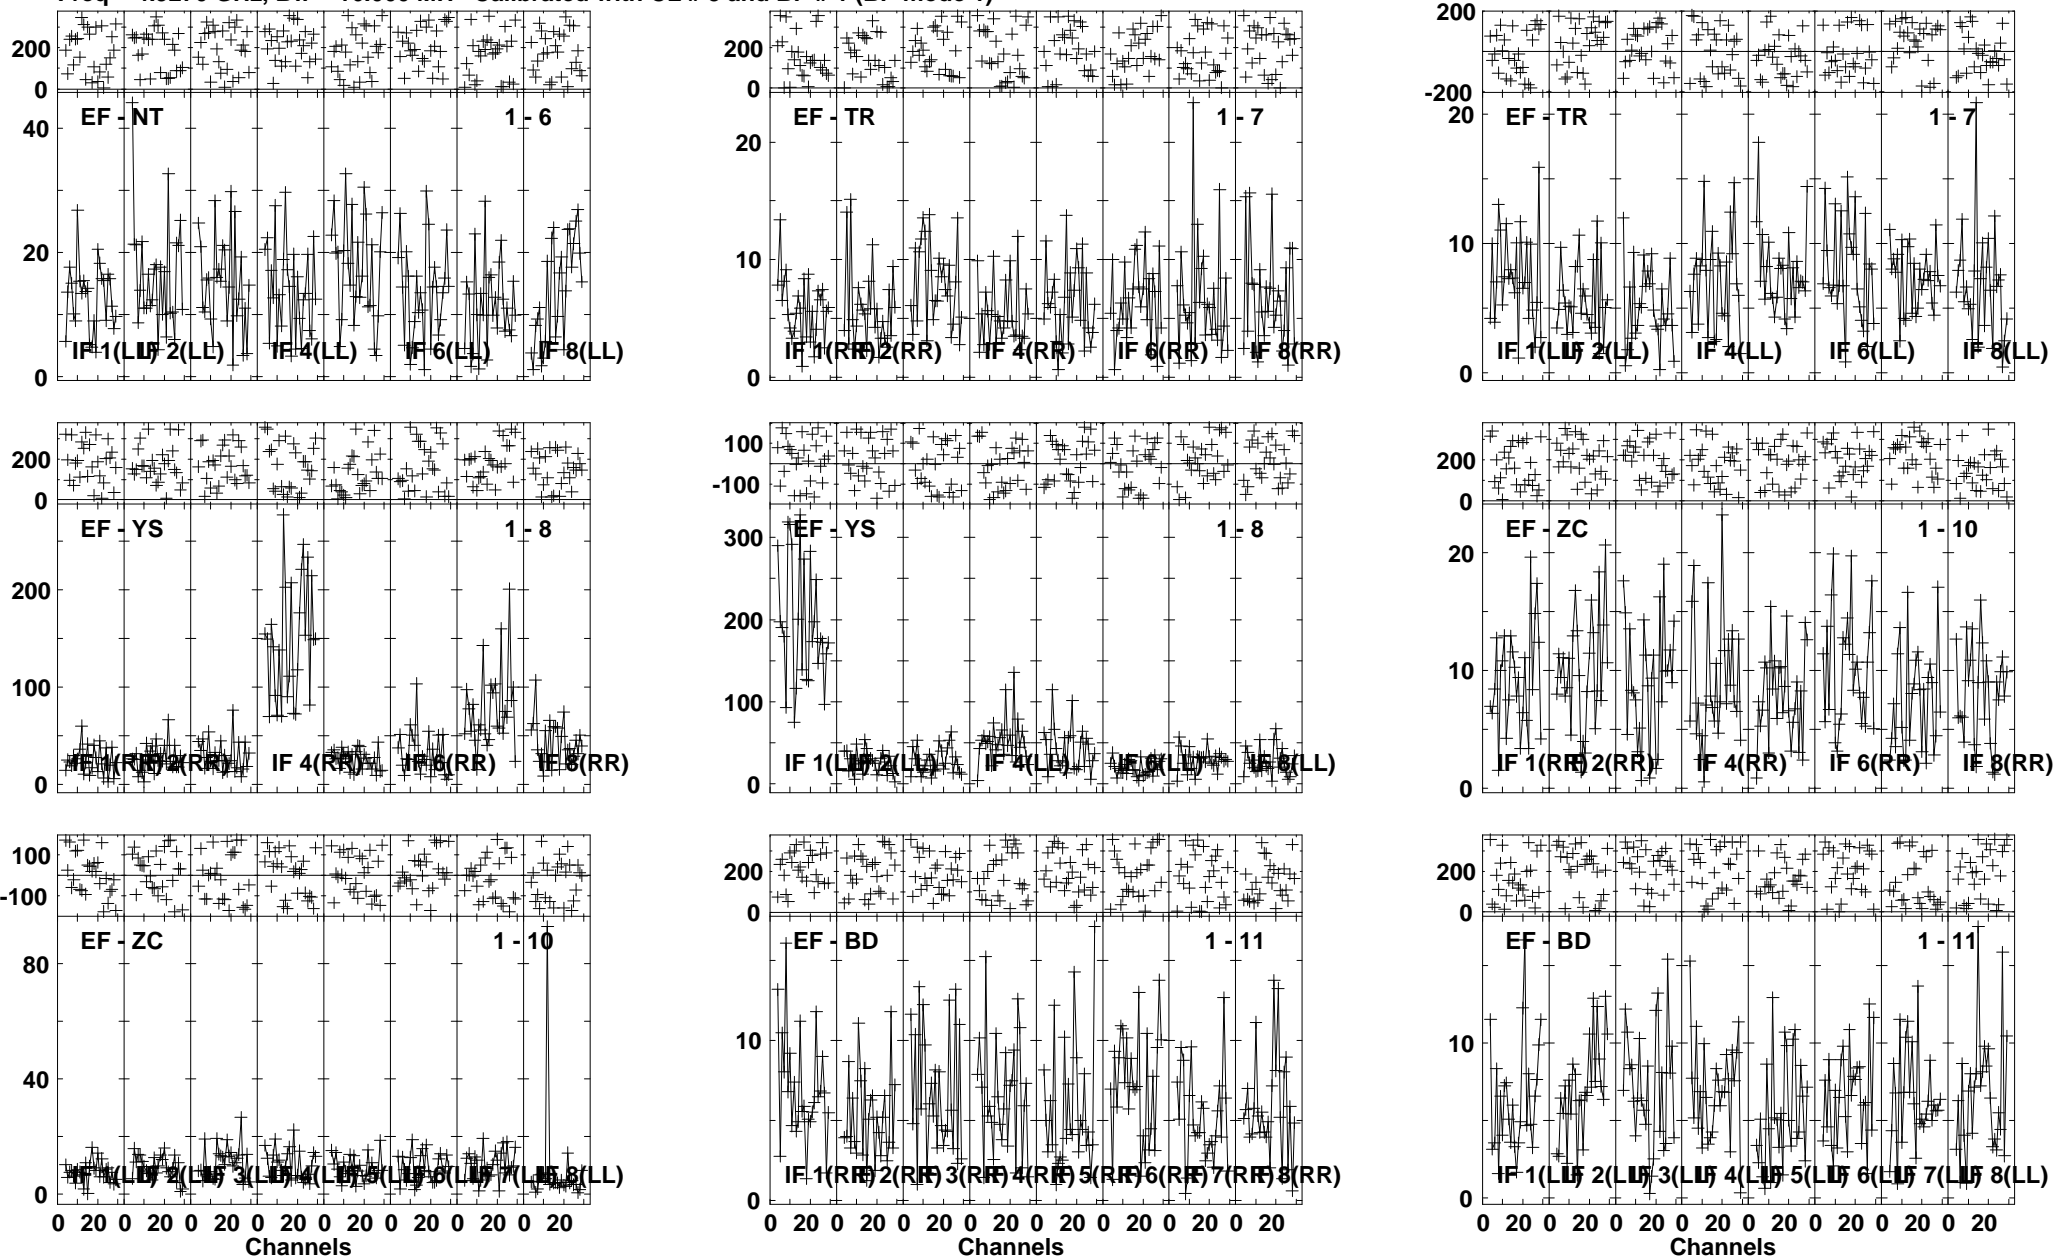 200
0
EF - NT 1 - 6
40
20
0
IF 1(LL) IF 2(LL) IF 4(LL) IF 6(LL) IF 8(LL)
200
0
EF - TR 1 - 7
20
10
0
IF 1(RR) IF 2(RR) IF 4(RR) IF 6(RR) IF 8(RR)
200
-200
EF - TR 1 - 7
20
10
0
IF 1(LL) IF 2(LL) IF 4(LL) IF 6(LL) IF 8(LL)
200
0
EF - YS 1 - 8
200
100
0
IF 1(RR) IF 2(RR) IF 4(RR) IF 6(RR) IF 8(RR)
100
-100
EF - YS 1 - 8
300
200
100
0
IF 1(LL) IF 2(LL) IF 4(LL) IF 6(LL) IF 8(LL)
200
0
EF - ZC 1 - 10
20
10
0
IF 1(RR) IF 2(RR) IF 4(RR) IF 6(RR) IF 8(RR)
100
-100
EF - ZC 1 - 10
80
40
0
IF 1(LL) IF 2(LL) IF 3(LL) IF 4(LL) IF 5(LL) IF 6(LL) IF 7(LL) IF 8(LL)
0 20 0 20 0 20 0 20 0 20 0 20 0 20 0 20
Channels
200
0
EF - BD 1 - 11
10
0
IF 1(RR) IF 2(RR) IF 3(RR) IF 4(RR) IF 5(RR) IF 6(RR) IF 7(RR) IF 8(RR)
0 20 0 20 0 20 0 20 0 20 0 20 0 20 0 20
Channels
200
0
EF - BD 1 - 11
10
0
IF 1(LL) IF 2(LL) IF 3(LL) IF 4(LL) IF 5(LL) IF 6(LL) IF 7(LL) IF 8(LL)
0 20 0 20 0 20 0 20 0 20 0 20 0 20 0 20
Channels